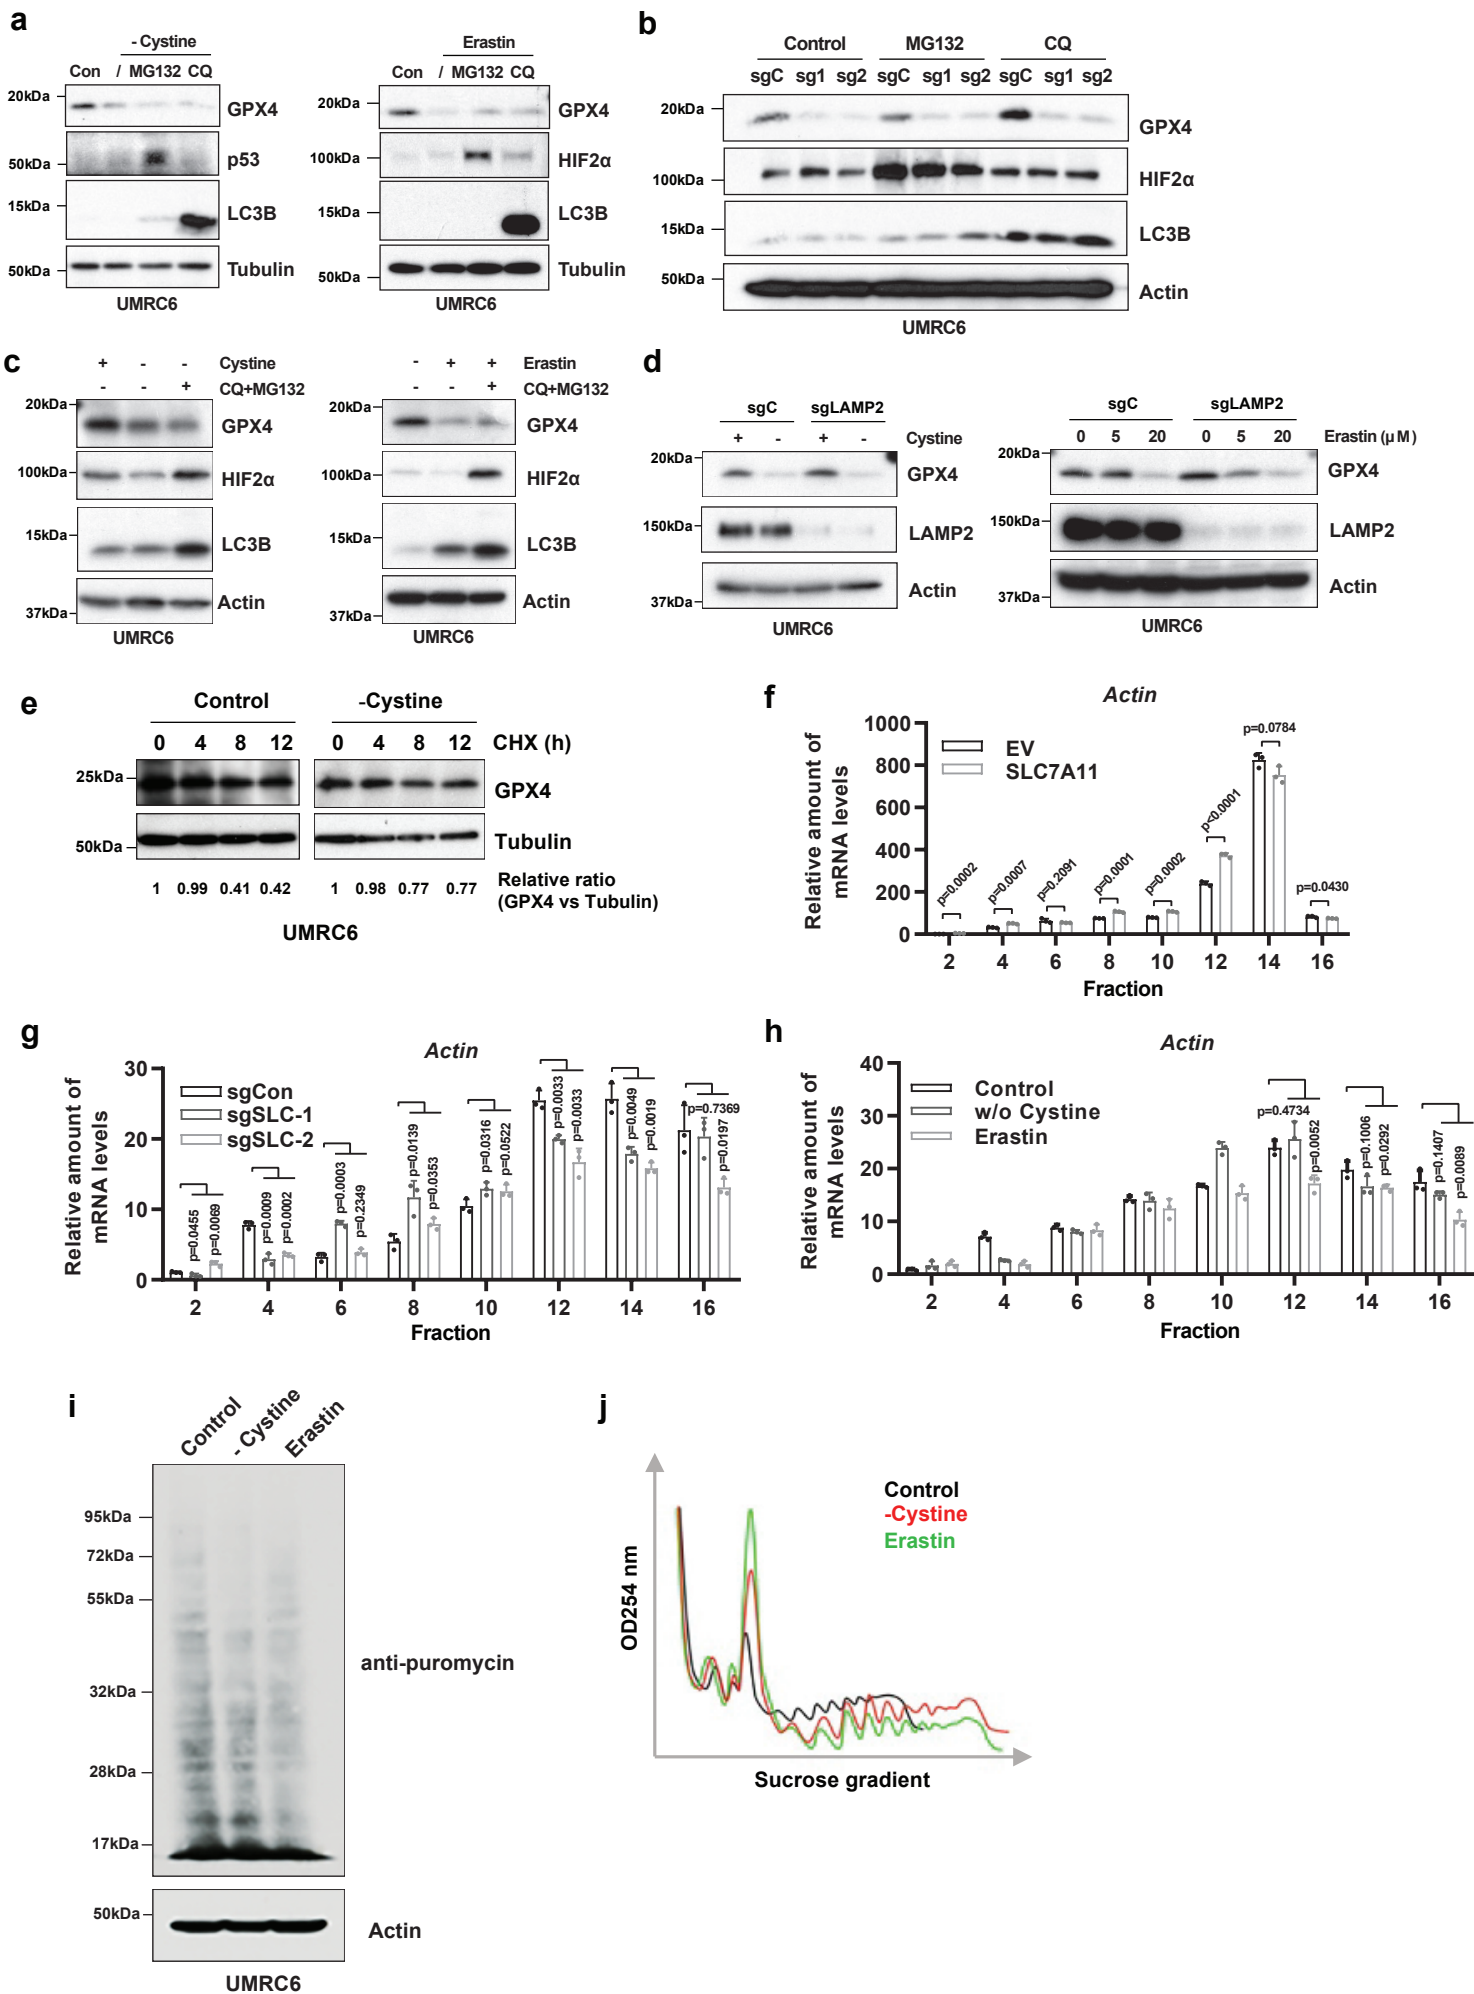 a
- Cystine
Con / MG132 CQ
20kDa
GPX4
50kDa
p53
15kDa
LC3B
50kDa
Tubulin
UMRC6
Erastin
Con / MG132 CQ
20kDa
GPX4
100kDa
HIF2α
15kDa
LC3B
50kDa
Tubulin
UMRC6
b
Control MG132 CQ
sgC sg1 sg2 sgC sg1 sg2 sgC sg1 sg2
20kDa
GPX4
100kDa
HIF2α
15kDa
LC3B
50kDa
Actin
UMRC6
c
+ - - Cystine
- - + CQ+MG132
20kDa
GPX4
100kDa
HIF2α
15kDa
LC3B
37kDa
Actin
UMRC6
- + + Erastin
- - + CQ+MG132
20kDa
GPX4
100kDa
HIF2α
15kDa
LC3B
37kDa
Actin
UMRC6
d
sgC sgLAMP2
+ - + - Cystine
20kDa
GPX4
150kDa
LAMP2
37kDa
Actin
UMRC6
sgC sgLAMP2
0 5 20 0 5 20 Erastin (μM)
20kDa
GPX4
150kDa
LAMP2
37kDa
Actin
UMRC6
e
Control -Cystine
0 4 8 12 0 4 8 12 CHX (h)
25kDa
GPX4
50kDa
Tubulin
1 0.99 0.41 0.42 1 0.98 0.77 0.77 Relative ratio
(GPX4 vs Tubulin)
UMRC6
f
Actin
Relative amount of
mRNA levels
1000
800
600
400
200
0
EV
SLC7A11
p=0.0002
p=0.0007
p=0.2091
p=0.0001
p=0.0002
p<0.0001
p=0.0784
p=0.0430
2 4 6 8 10 12 14 16
Fraction
g
Actin
Relative amount of
mRNA levels
30
20
10
0
sgCon
sgSLC-1
sgSLC-2
p=0.0455
p=0.0069
p=0.0009
p=0.0002
p=0.0003
p=0.2349
p=0.0139
p=0.0353
p=0.0316
p=0.0522
p=0.0033
p=0.0033
p=0.0049
p=0.0019
p=0.7369
p=0.0197
2 4 6 8 10 12 14 16
Fraction
h
Actin
Relative amount of
mRNA levels
40
30
20
10
0
Control
w/o Cystine
Erastin
p=0.4734
p=0.0052
p=0.1006
p=0.0292
p=0.1407
p=0.0089
2 4 6 8 10 12 14 16
Fraction
i
Control
- Cystine
Erastin
95kDa
72kDa
55kDa
32kDa
28kDa
17kDa
anti-puromycin
50kDa
Actin
UMRC6
j
OD254 nm
Control
-Cystine
Erastin
Sucrose gradient